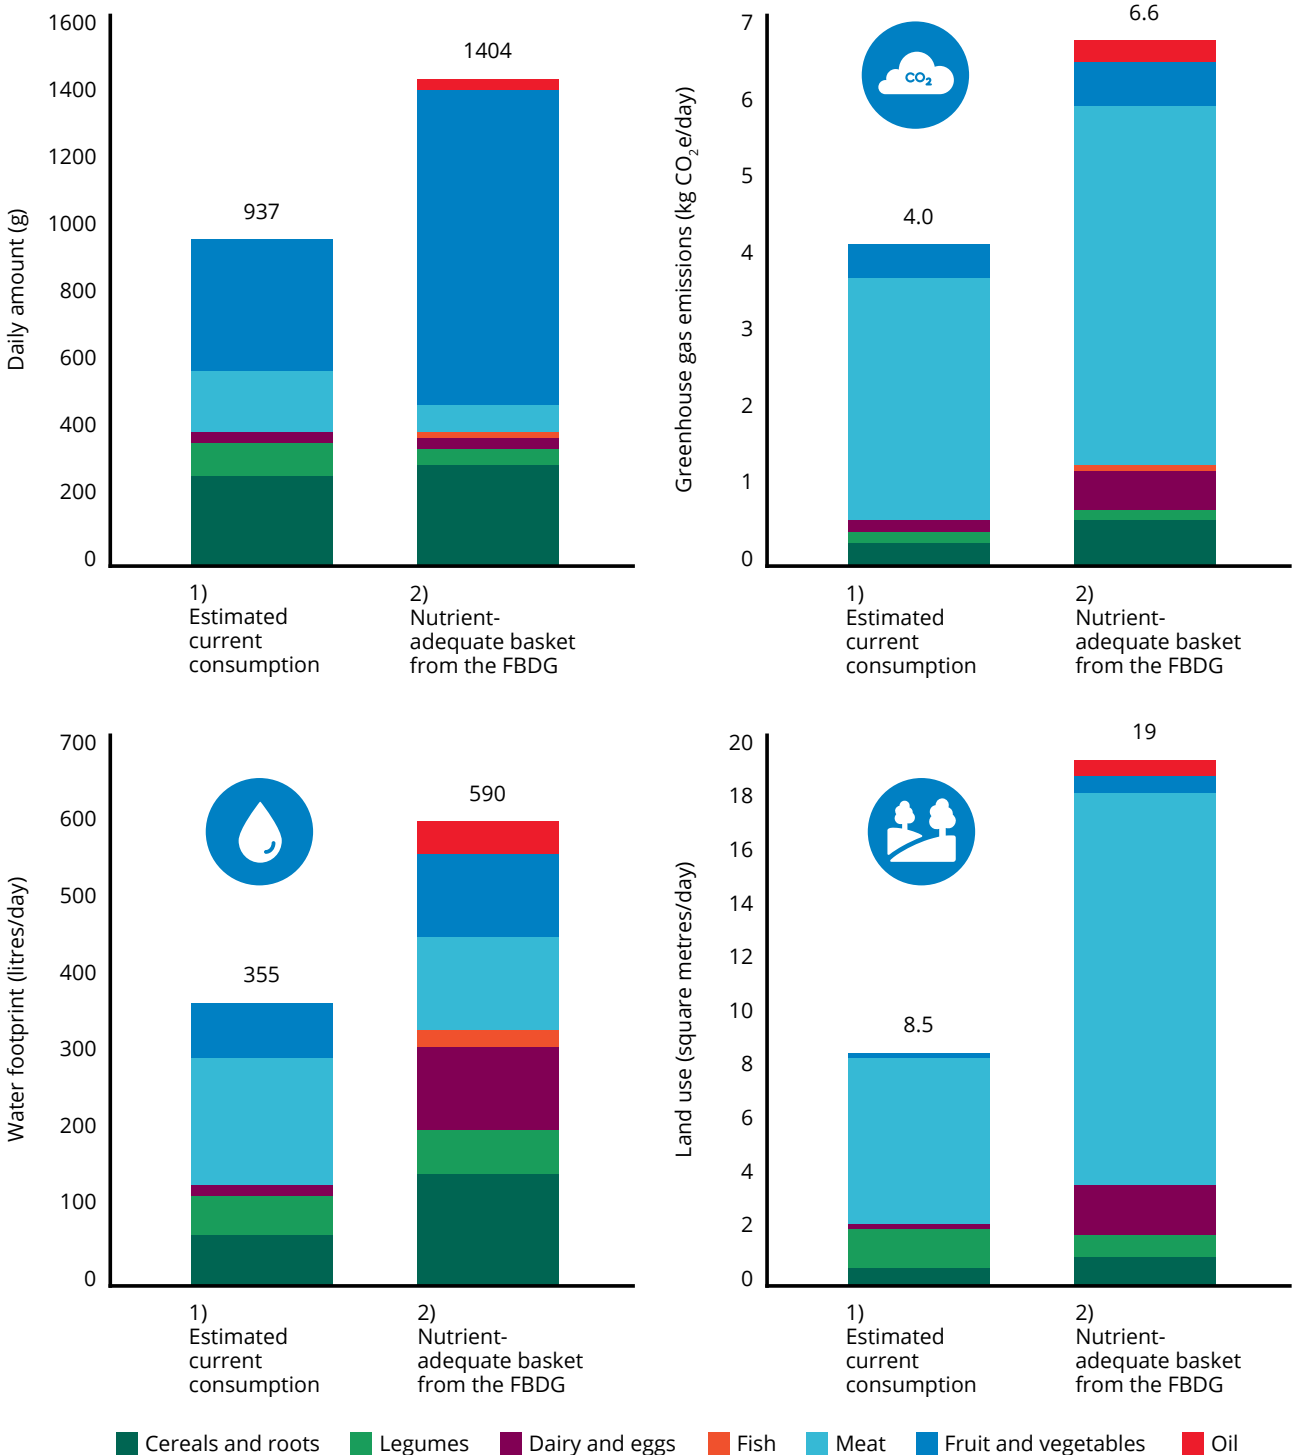 Daily amount (g)
1600
1400
1200
1000
800
600
400
200
0
937
1404
1)
Estimated
current
consumption
2)
Nutrient-
adequate basket
from the FBDG
Greenhouse gas emissions (kg CO₂e/day)
7
6
5
4
3
2
1
0
CO₂
4.0
6.6
1)
Estimated
current
consumption
2)
Nutrient-
adequate basket
from the FBDG
Water footprint (litres/day)
700
600
500
400
300
200
100
0
355
590
1)
Estimated
current
consumption
2)
Nutrient-
adequate basket
from the FBDG
Land use (square metres/day)
20
18
16
14
12
10
8
6
4
2
0
8.5
19
1)
Estimated
current
consumption
2)
Nutrient-
adequate basket
from the FBDG
Cereals and roots
Legumes
Dairy and eggs
Fish
Meat
Fruit and vegetables
Oil